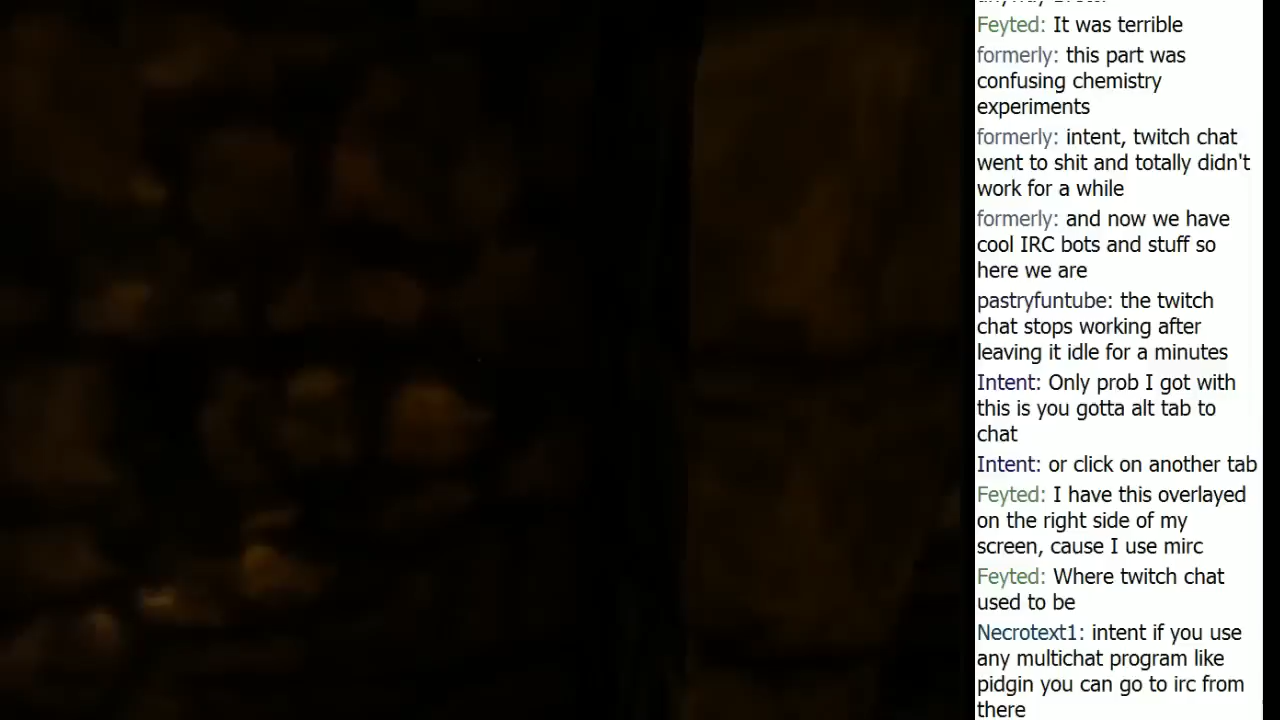 Feyted: It was terrible
formerly: this part was
confusing chemistry
experiments
formerly: intent, twitch chat
went to shit and totally didn't
work for a while
formerly: and now we have
cool IRC bots and stuff so
here we are
pastryfuntube: the twitch
chat stops working after
leaving it idle for a minutes
Intent: Only prob I got with
this is you gotta alt tab to
chat
Intent: or click on another tab
Feyted: I have this overlayed
on the right side of my
screen, cause I use mirc
Feyted: Where twitch chat
used to be
Necrotext1: intent if you use
any multichat program like
pidgin you can go to irc from
there